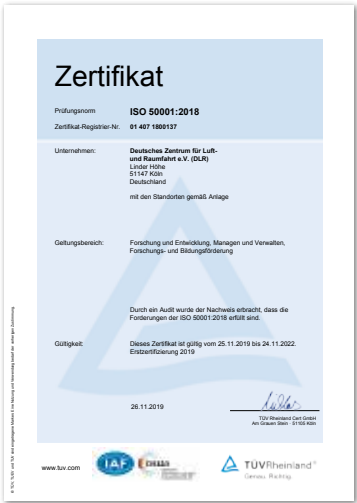 Zertifikat
Prüfungsnorm ISO 50001:2018
Zertifikat-Registrier-Nr. 01 407 1800137
Unternehmen: Deutsches Zentrum für Luft-
und Raumfahrt e.V. (DLR)
Linder Höhe
51147 Köln
Deutschland
mit den Standorten gemäß Anlage
Geltungsbereich: Forschung und Entwicklung, Managen und Verwalten,
Forschungs- und Bildungsförderung
Durch ein Audit wurde der Nachweis erbracht, dass die
Forderungen der ISO 50001:2018 erfüllt sind.
Gültigkeit: Dieses Zertifikat ist gültig vom 25.11.2019 bis 24.11.2022.
Erstzertifizierung 2019
26.11.2019
TÜV Rheinland Cert GmbH
Am Grauen Stein · 51105 Köln
www.tuv.com
IAF
TÜVRheinland®
Genau. Richtig.